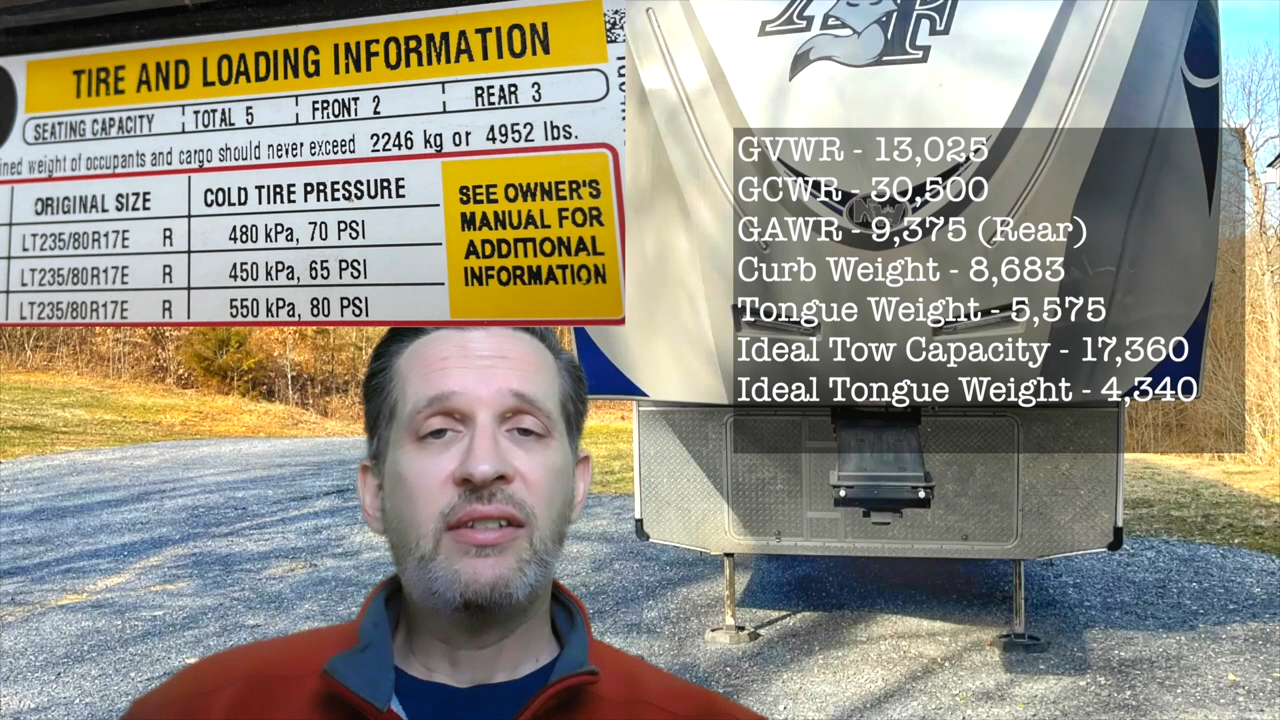 TIRE AND LOADING INFORMATION
SEATING CAPACITY TOTAL 5 FRONT 2 REAR 3
weight of occupants and cargo should never exceed 2246 kg or 4952 lbs.
ORIGINAL SIZE COLD TIRE PRESSURE
LT235/80R17E R 480 kPa, 70 PSI
LT235/80R17E R 450 kPa, 65 PSI
LT235/80R17E R 550 kPa, 80 PSI
SEE OWNER'S
MANUAL FOR
ADDITIONAL
INFORMATION
AF
GVWR - 13,025
GCWR - 30,500
GAWR - 9,375 (Rear)
Curb Weight - 8,683
Tongue Weight - 5,575
Ideal Tow Capacity - 17,360
Ideal Tongue Weight - 4,340